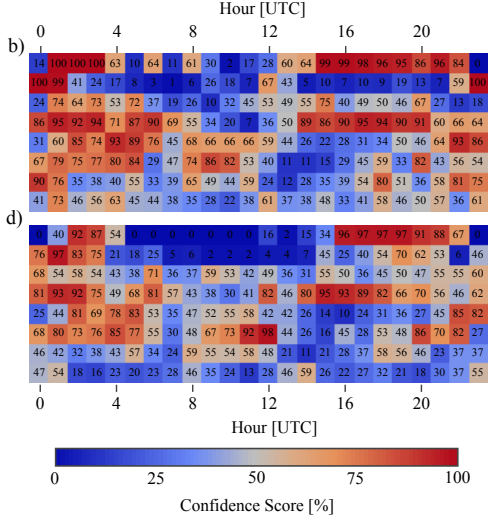 Hour [UTC]
0 4 8 12 16 20
b)
14 100 100 100 63 10 64 11 61 30 2 17 28 60 64 99 99 98 96 95 86 96 84 0
100 99 41 24 17 8 3 1 6 28 18 7 67 43 5 10 7 10 9 19 13 7 59 100
24 74 64 73 53 72 37 19 26 10 32 45 53 49 55 75 40 49 50 46 67 27 13 18
86 95 92 94 71 87 90 69 55 34 20 7 36 50 89 86 90 95 94 90 91 60 66 64
31 60 85 74 93 89 76 45 68 66 66 66 59 44 26 22 28 31 34 50 46 64 93 86
67 79 75 77 80 84 29 47 74 86 82 53 30 11 11 15 29 45 59 33 82 43 56 54
90 76 35 38 40 55 33 39 65 49 44 59 24 12 28 35 39 54 80 51 36 58 81 75
41 73 46 56 63 45 44 38 35 28 22 38 61 37 38 48 33 41 58 46 50 57 36 61
d)
0 40 92 87 54 0 0 0 0 0 0 0 16 2 15 34 96 97 97 97 91 88 67 0
76 97 83 75 21 18 25 5 6 2 2 2 4 4 7 45 25 40 54 70 62 53 6 46
68 54 58 54 43 38 71 36 37 59 53 42 49 36 31 55 50 36 45 50 47 55 55 60
81 93 92 75 49 68 81 57 43 38 30 41 82 46 80 95 93 89 82 66 70 56 46 62
25 44 81 69 78 83 53 35 47 52 55 58 42 42 26 14 10 24 31 36 27 45 85 82
68 80 73 76 85 77 55 30 48 67 73 92 98 44 26 16 45 28 53 48 86 70 82 27
46 42 32 38 43 57 34 24 59 55 54 58 48 21 11 21 28 37 58 56 46 23 37 37
47 54 18 16 23 20 23 28 46 35 24 13 28 46 59 26 22 27 32 21 18 30 37 55
0 4 8 12 16 20
Hour [UTC]
0 25 50 75 100
Confidence Score [%]